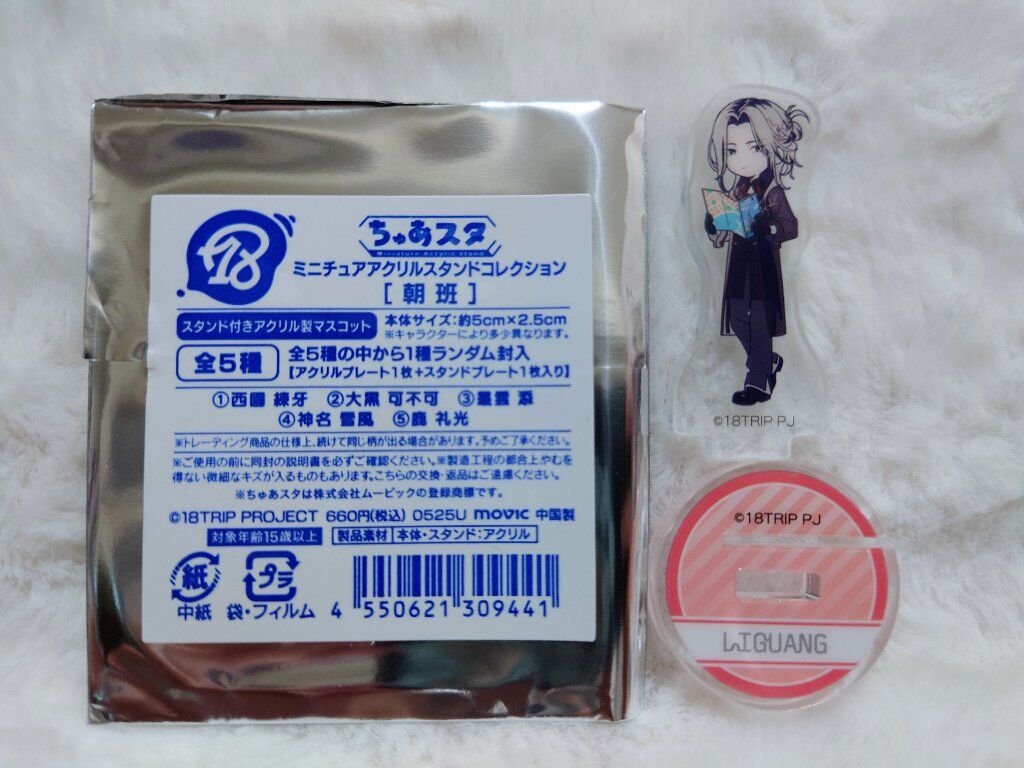 R18
ちゅあスタ
Miniature Acrylic stand
ミニチュアアクリルスタンドコレクション
[朝班]
スタンド付きアクリル製マスコット
本体サイズ:約5cm×2.5cm
※キャラクターにより多少異なります。
全5種
全5種の中から1種ランダム封入
【アクリルプレート1枚+スタンドプレート1枚入り】
①西園 練牙 ②大黒 可不可 ③叢雲 添
④神名 雪風 ⑤鹿 礼光
※トレーディング商品の仕様上、続けて同じ柄が出る場合があります。予めご了承ください。
※ご使用の前に同封の説明書を必ずご確認ください。※製造工程の都合上やむを
得ない微細なキズが入るものもあります。こちらの交換・返品はご遠慮ください。
※ちゅあスタは株式会社ムービックの登録商標です。
©18TRIP PROJECT 660円(税込) 0525U movic 中国製
対象年齢15歳以上
製品素材 本体・スタンド:アクリル
紙
プラ
中紙 袋・フィルム
4 550621 309441
©18TRIP PJ
©18TRIP PJ
LIGUANG